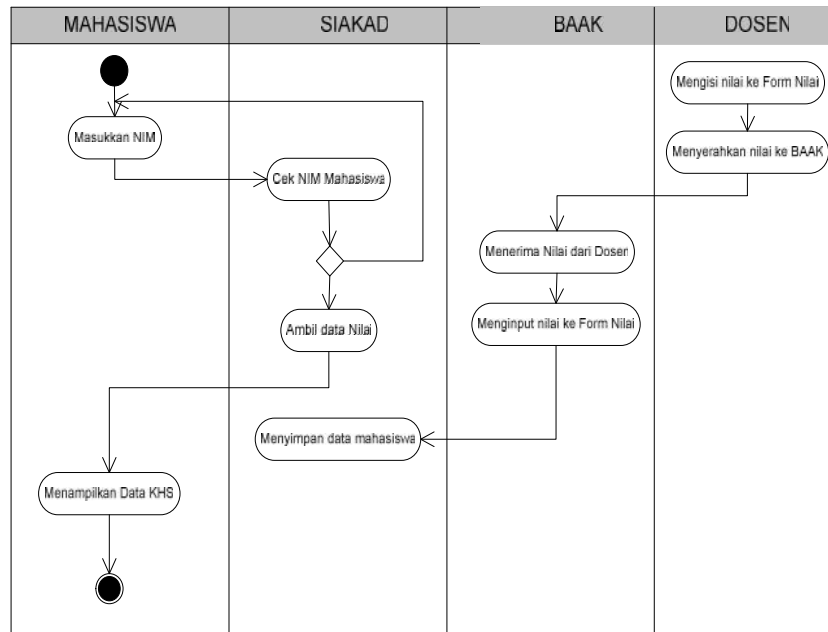 MAHASISWA
SIAKAD
BAAK
DOSEN
Mengisi nilai ke Form Nilai
Masukkan NIM
Menyerahkan nilai ke BAAK
Cek NIM Mahasiswa
Menerima Nilai dari Dosen
Ambil data Nilai
Menginput nilai ke Form Nilai
Menyimpan data mahasiswa
Menampilkan Data KHS